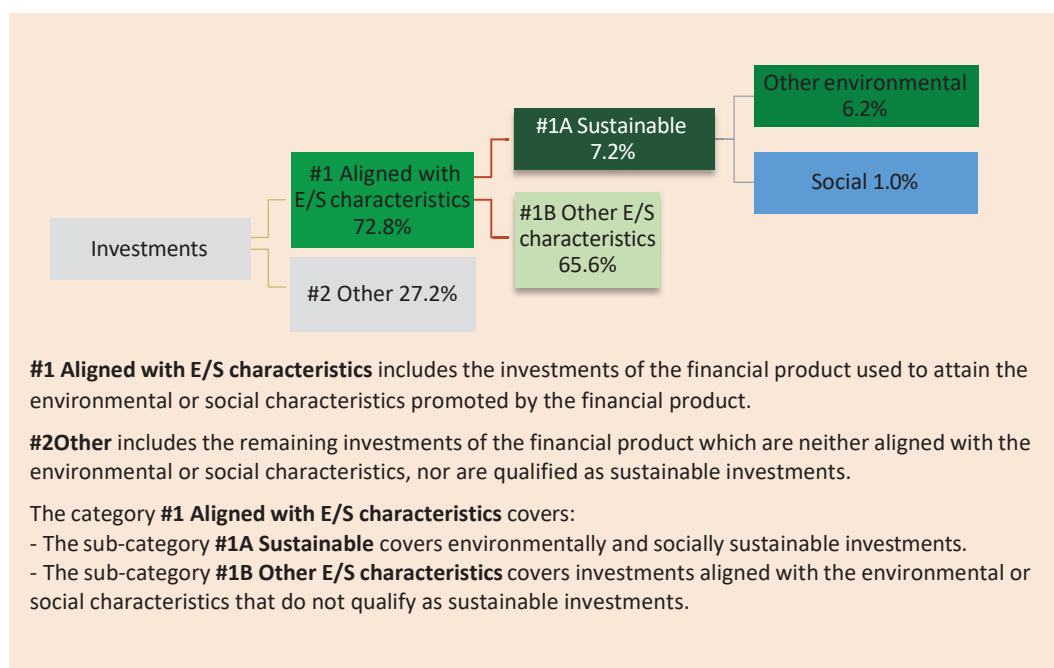 Other environmental
6.2%
#1A Sustainable
7.2%
Social 1.0%
#1 Aligned with
E/S characteristics
72.8%
#1B Other E/S
characteristics
65.6%
Investments
#2 Other 27.2%
#1 Aligned with E/S characteristics includes the investments of the financial product used to attain the
environmental or social characteristics promoted by the financial product.
#2Other includes the remaining investments of the financial product which are neither aligned with the
environmental or social characteristics, nor are qualified as sustainable investments.
The category #1 Aligned with E/S characteristics covers:
- The sub-category #1A Sustainable covers environmentally and socially sustainable investments.
- The sub-category #1B Other E/S characteristics covers investments aligned with the environmental or
social characteristics that do not qualify as sustainable investments.